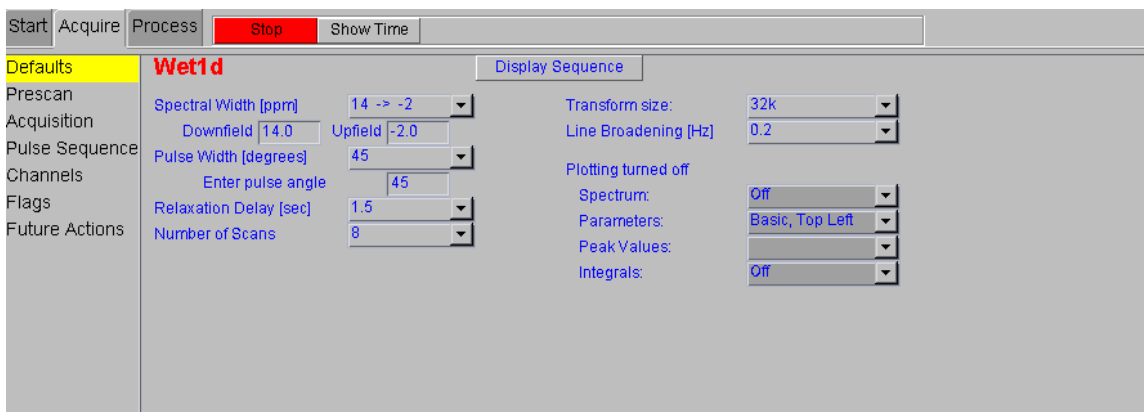 Start Acquire Process Stop Show Time
Defaults
Prescan
Acquisition
Pulse Sequence
Channels
Flags
Future Actions
Wet1d Display Sequence
Spectral Width [ppm] 14 -> -2
Downfield 14.0 Upfield -2.0
Pulse Width [degrees] 45
Enter pulse angle 45
Relaxation Delay [sec] 1.5
Number of Scans 8
Transform size: 32k
Line Broadening [Hz] 0.2
Plotting turned off
Spectrum: Off
Parameters: Basic, Top Left
Peak Values:
Integrals: Off